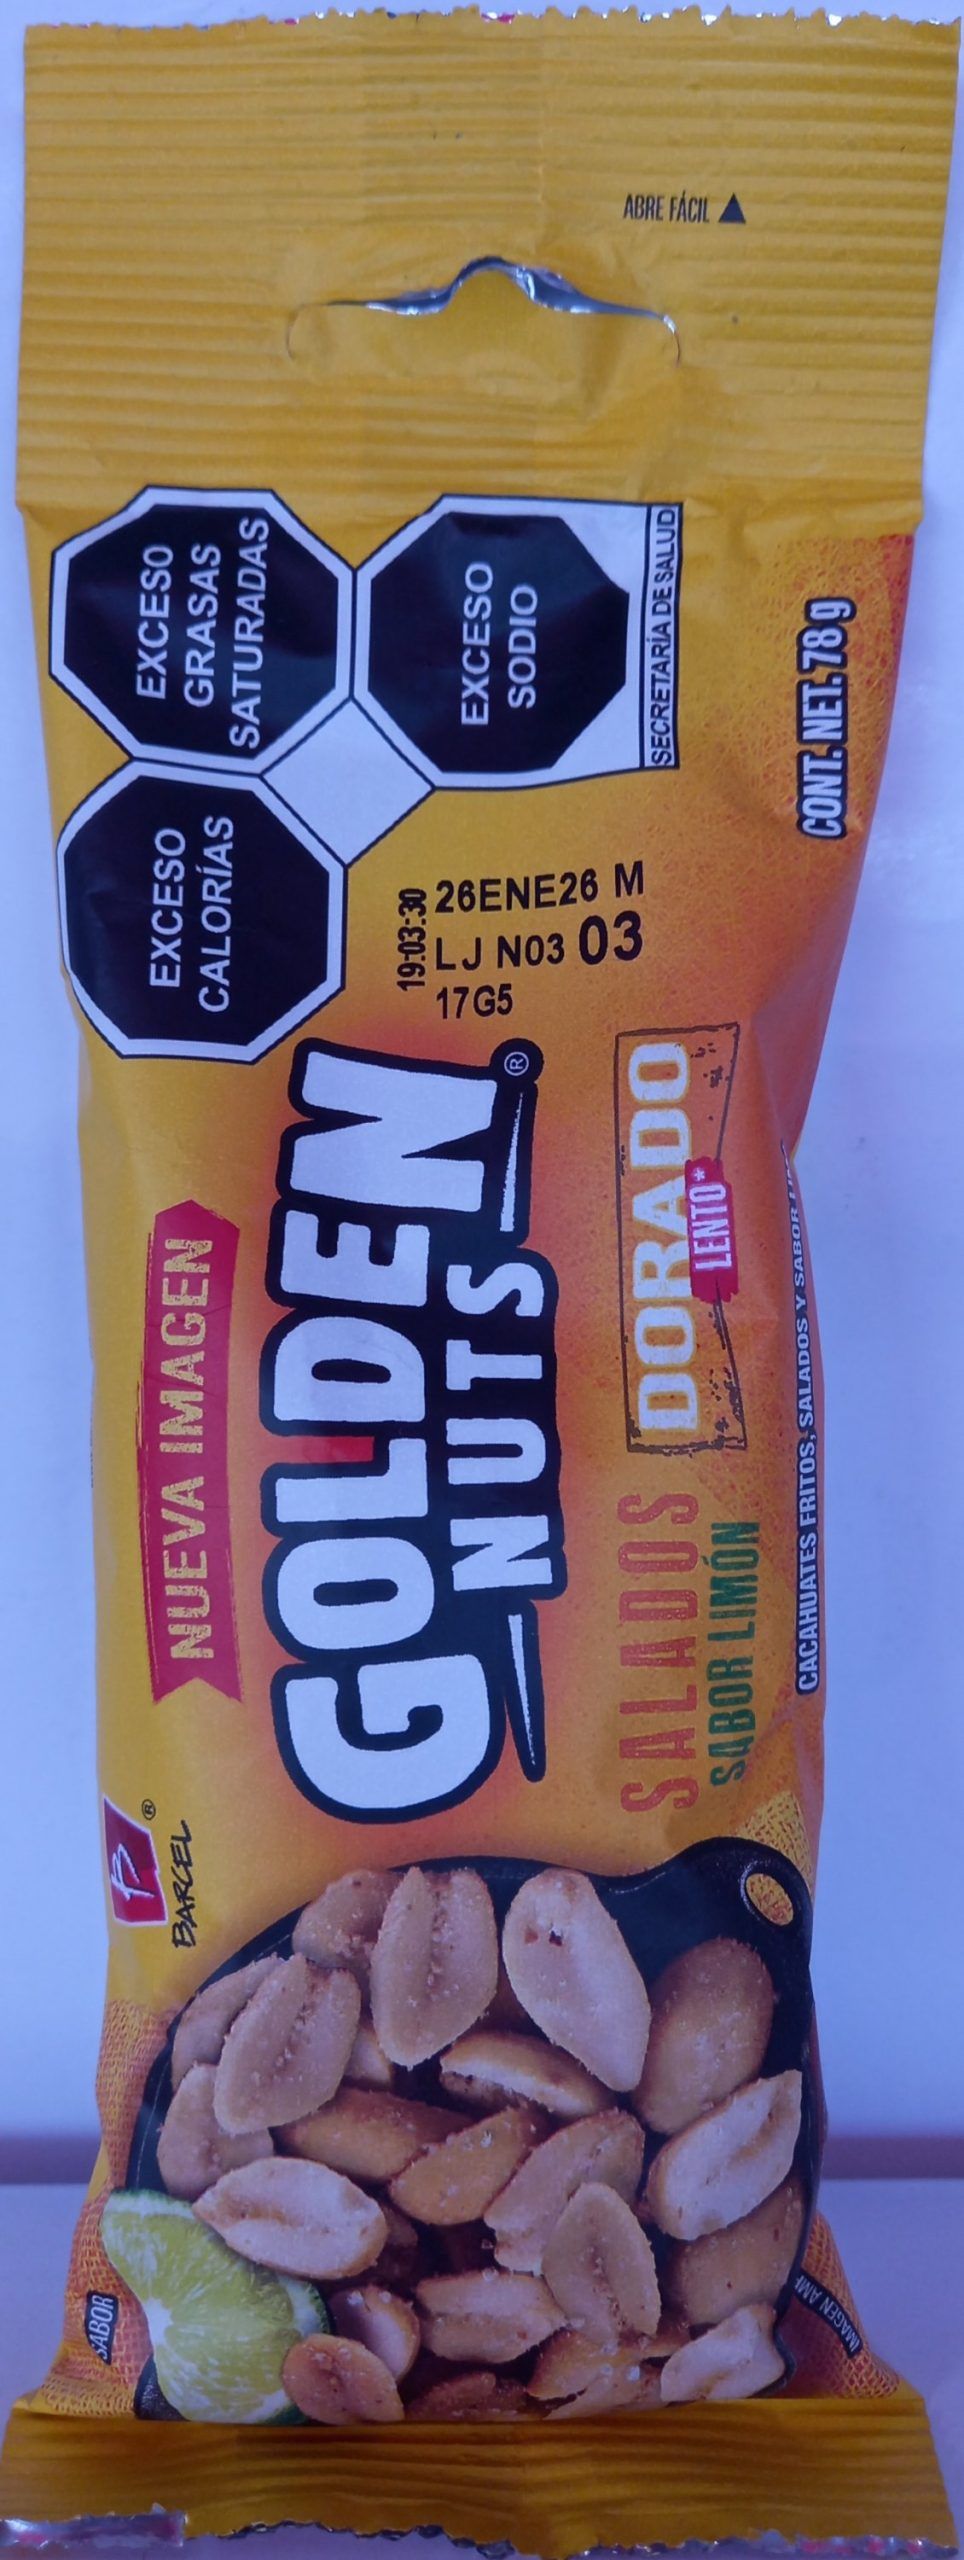 ABRE FÁCIL
EXCESO
GRASAS
SATURADAS
EXCESO
SODIO
SECRETARÍA DE SALUD
EXCESO
CALORÍAS
CONT. NET. 78 g
19:03:30
26ENE26 M
LJ N03 03
17G5
NUEVA IMAGEN
GOLDEN ®
NUTS
DORADO
LENTO*
SALADOS
SABOR LIMÓN
CACAHUATES FRITOS, SALADOS Y SABOR
®
BARCEL
SABOR
IMAGEN